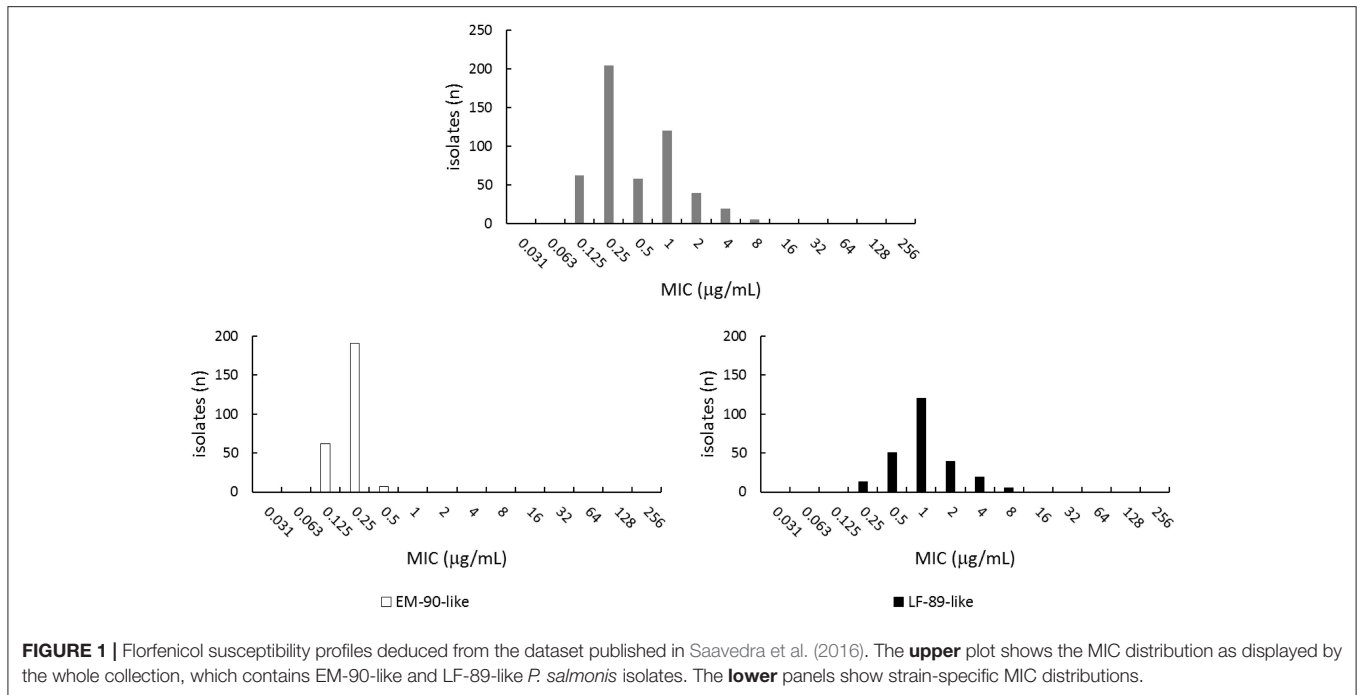 250
200
150
100
50
0
isolates (n)
0.031 0.063 0.125 0.25 0.5 1 2 4 8 16 32 64 128 256
MIC (µg/mL)
200
150
100
50
0
isolates (n)
0.031 0.063 0.125 0.25 0.5 1 2 4 8 16 32 64 128 256
MIC (µg/mL)
EM-90-like
200
150
100
50
0
isolates (n)
0.031 0.063 0.125 0.25 0.5 1 2 4 8 16 32 64 128 256
MIC (µg/mL)
LF-89-like
FIGURE 1 | Florfenicol susceptibility profiles deduced from the dataset published in Saavedra et al. (2016). The upper plot shows the MIC distribution as displayed by
the whole collection, which contains EM-90-like and LF-89-like P. salmonis isolates. The lower panels show strain-specific MIC distributions.